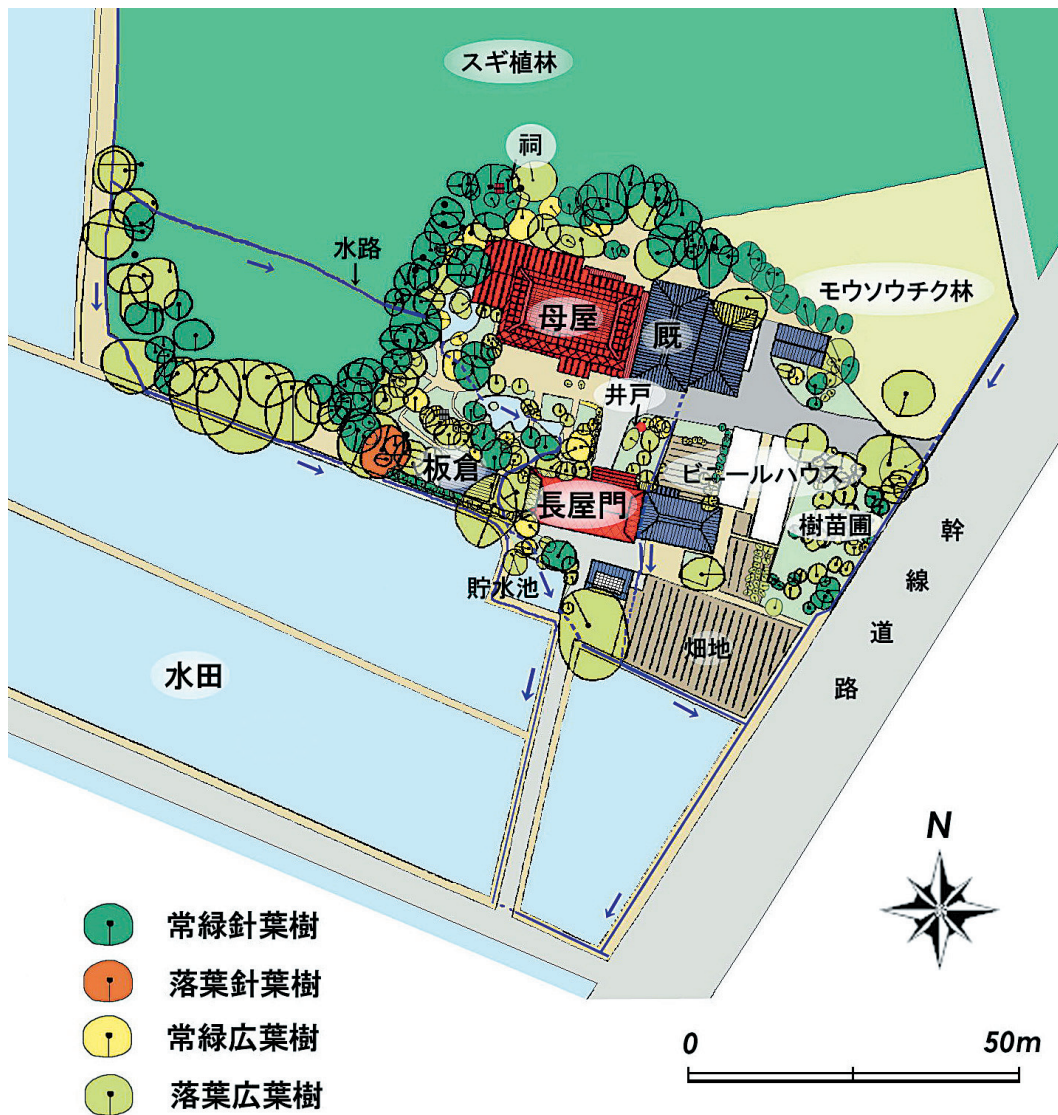 スギ植林
祠
水路
モウソウチク林
母屋
厩
井戸
板倉
ビニールハウス
長屋門
樹苗圃
幹線道路
貯水池
畑地
水田
N
常緑針葉樹
落葉針葉樹
常緑広葉樹
落葉広葉樹
0 50m